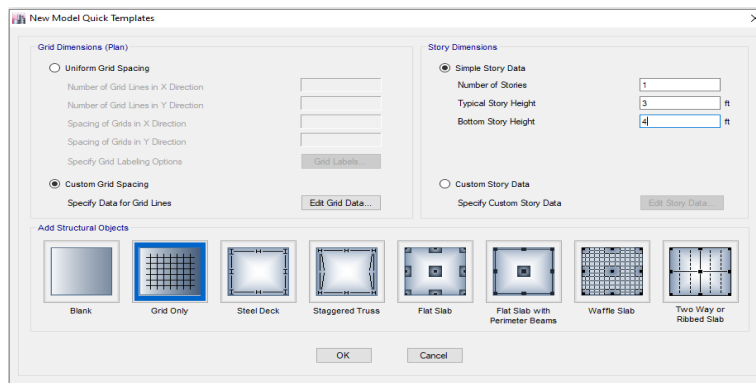 New Model Quick Templates
Grid Dimensions (Plan)
Uniform Grid Spacing
Number of Grid Lines in X Direction
Number of Grid Lines in Y Direction
Spacing of Grids in X Direction
Spacing of Grids in Y Direction
Specify Grid Labeling Options Grid Labels...
Custom Grid Spacing
Specify Data for Grid Lines Edit Grid Data...
Story Dimensions
Simple Story Data
Number of Stories 1
Typical Story Height 3 ft
Bottom Story Height 4 ft
Custom Story Data
Specify Custom Story Data Edit Story Data...
Add Structural Objects
Blank
Grid Only
Steel Deck
Staggered Truss
Flat Slab
Flat Slab with
Perimeter Beams
Waffle Slab
Two Way or
Ribbed Slab
OK Cancel